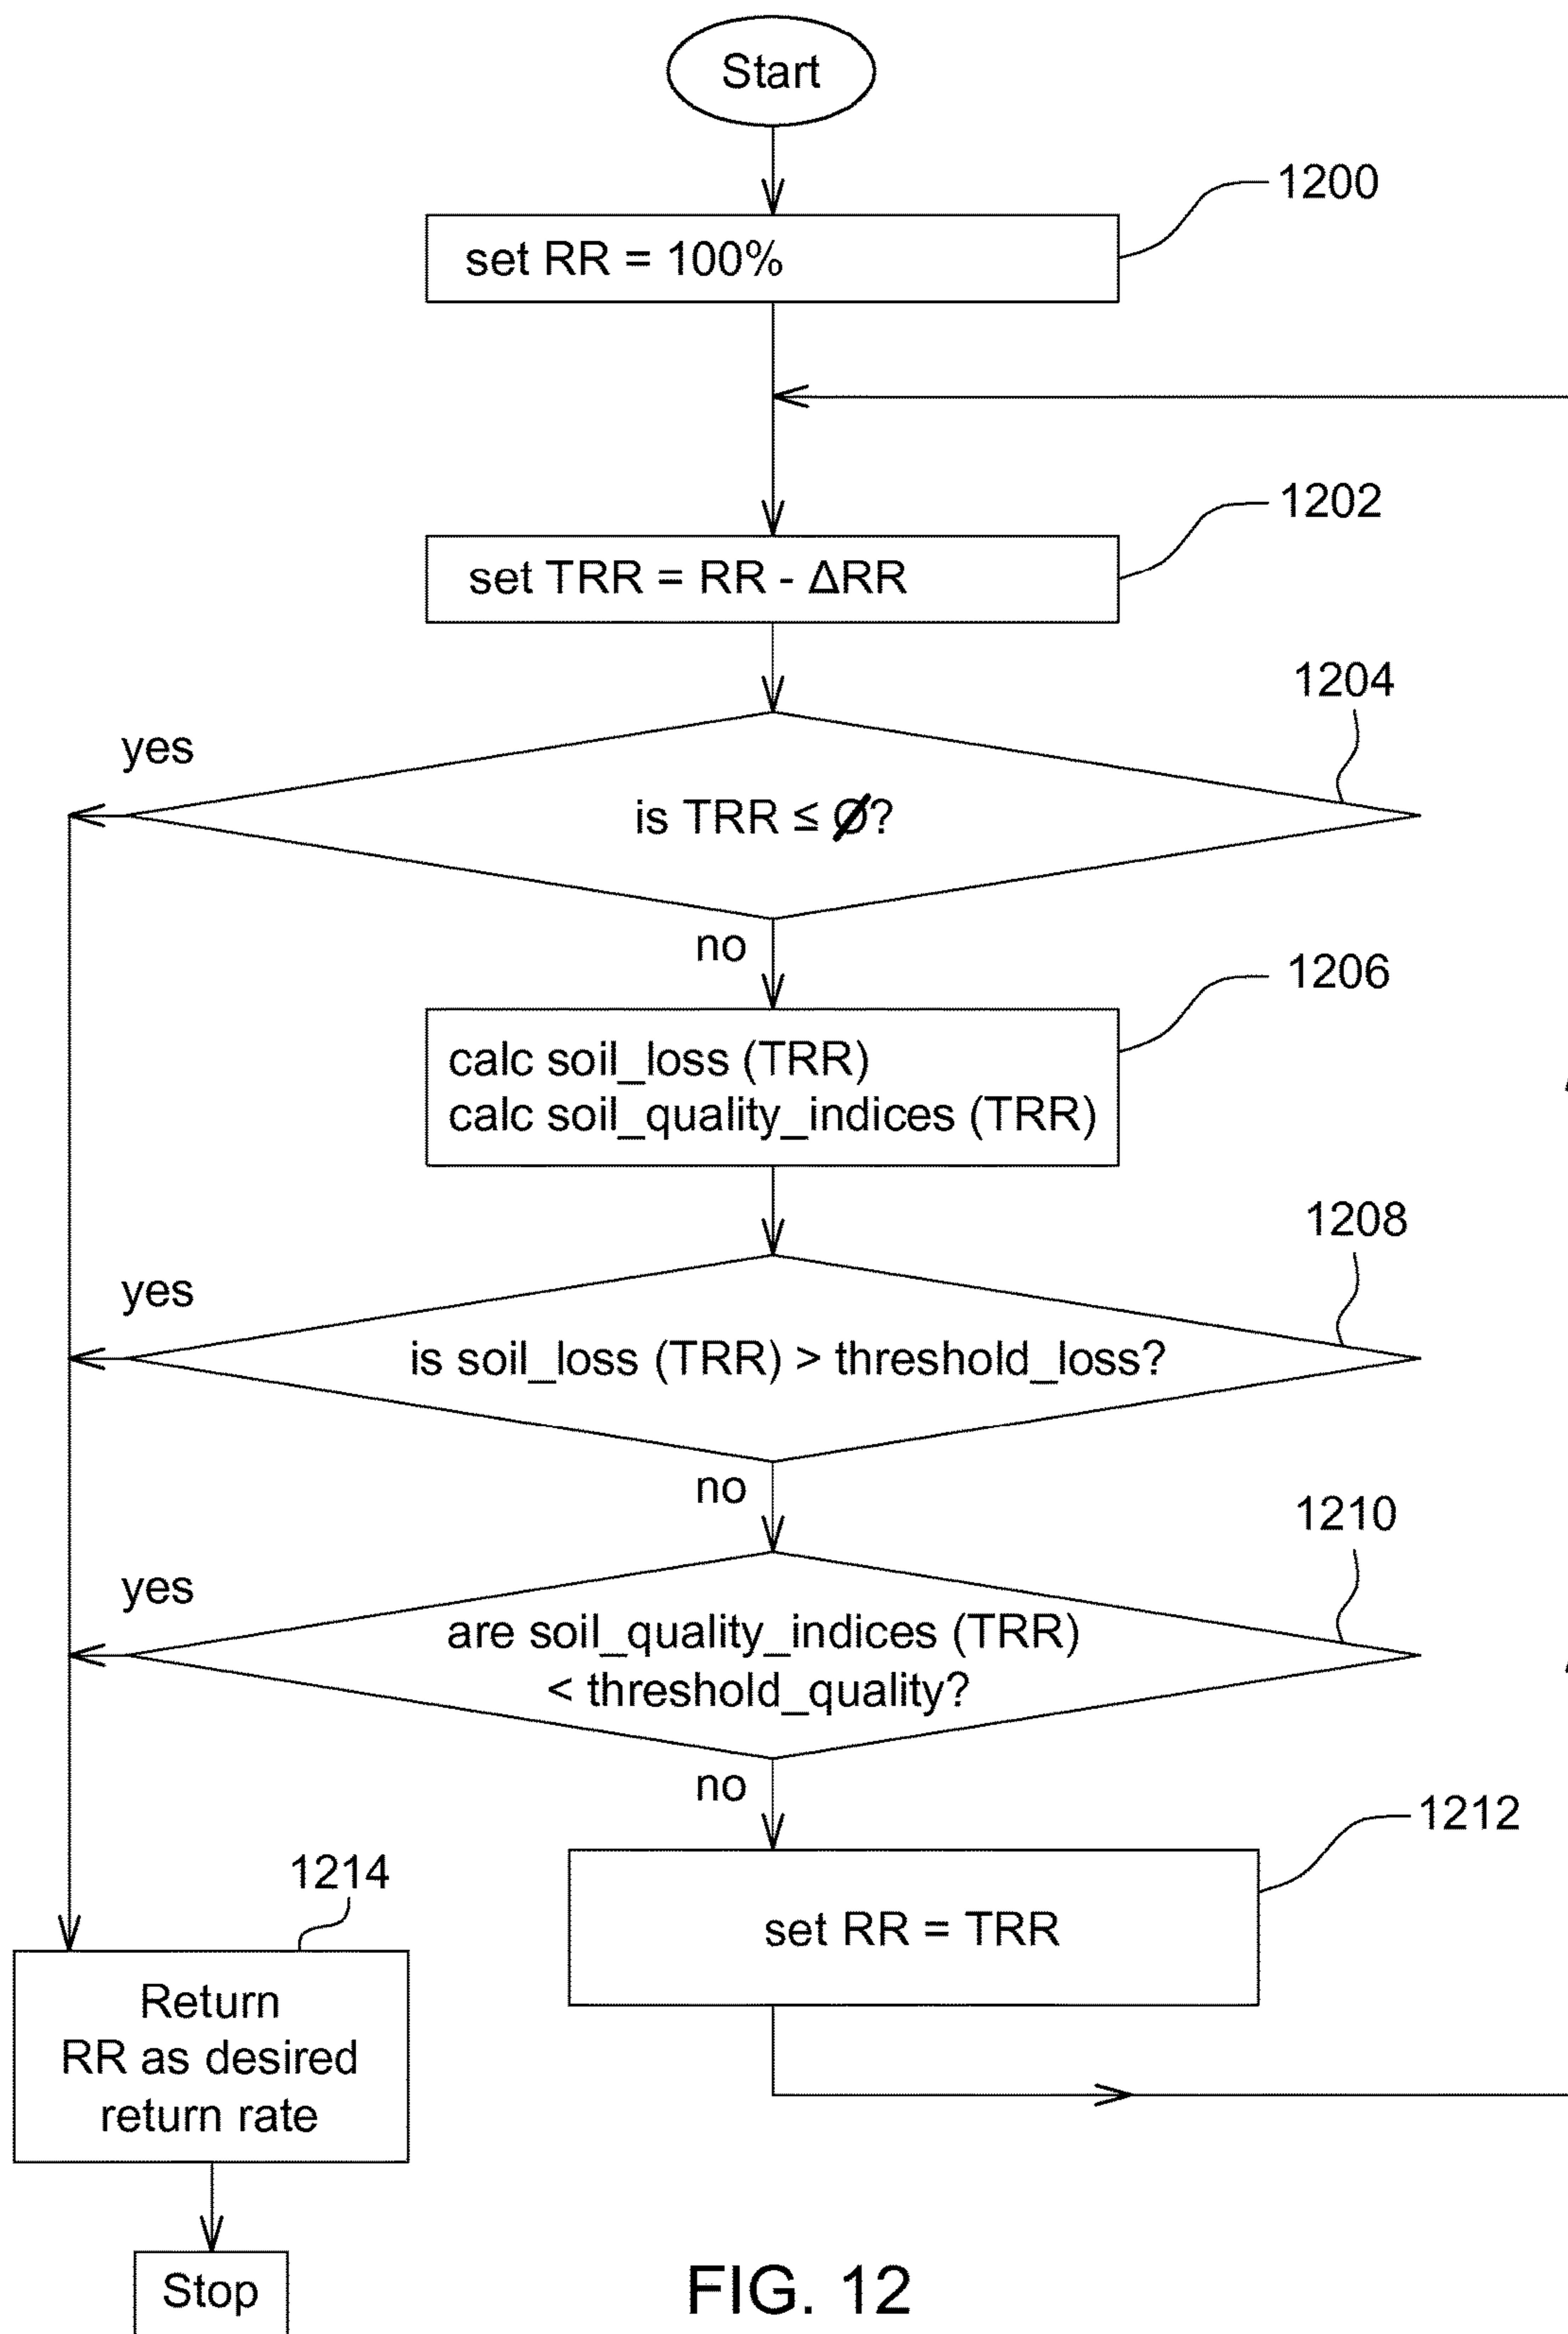 Start
1200
set RR = 100%
1202
set TRR = RR - ΔRR
1204
yes
is TRR ≤ Ø?
no
1206
calc soil_loss (TRR)
calc soil_quality_indices (TRR)
1208
yes
is soil_loss (TRR) > threshold_loss?
no
1210
yes
are soil_quality_indices (TRR)
< threshold_quality?
no
1212
set RR = TRR
1214
Return
RR as desired
return rate
Stop
FIG. 12